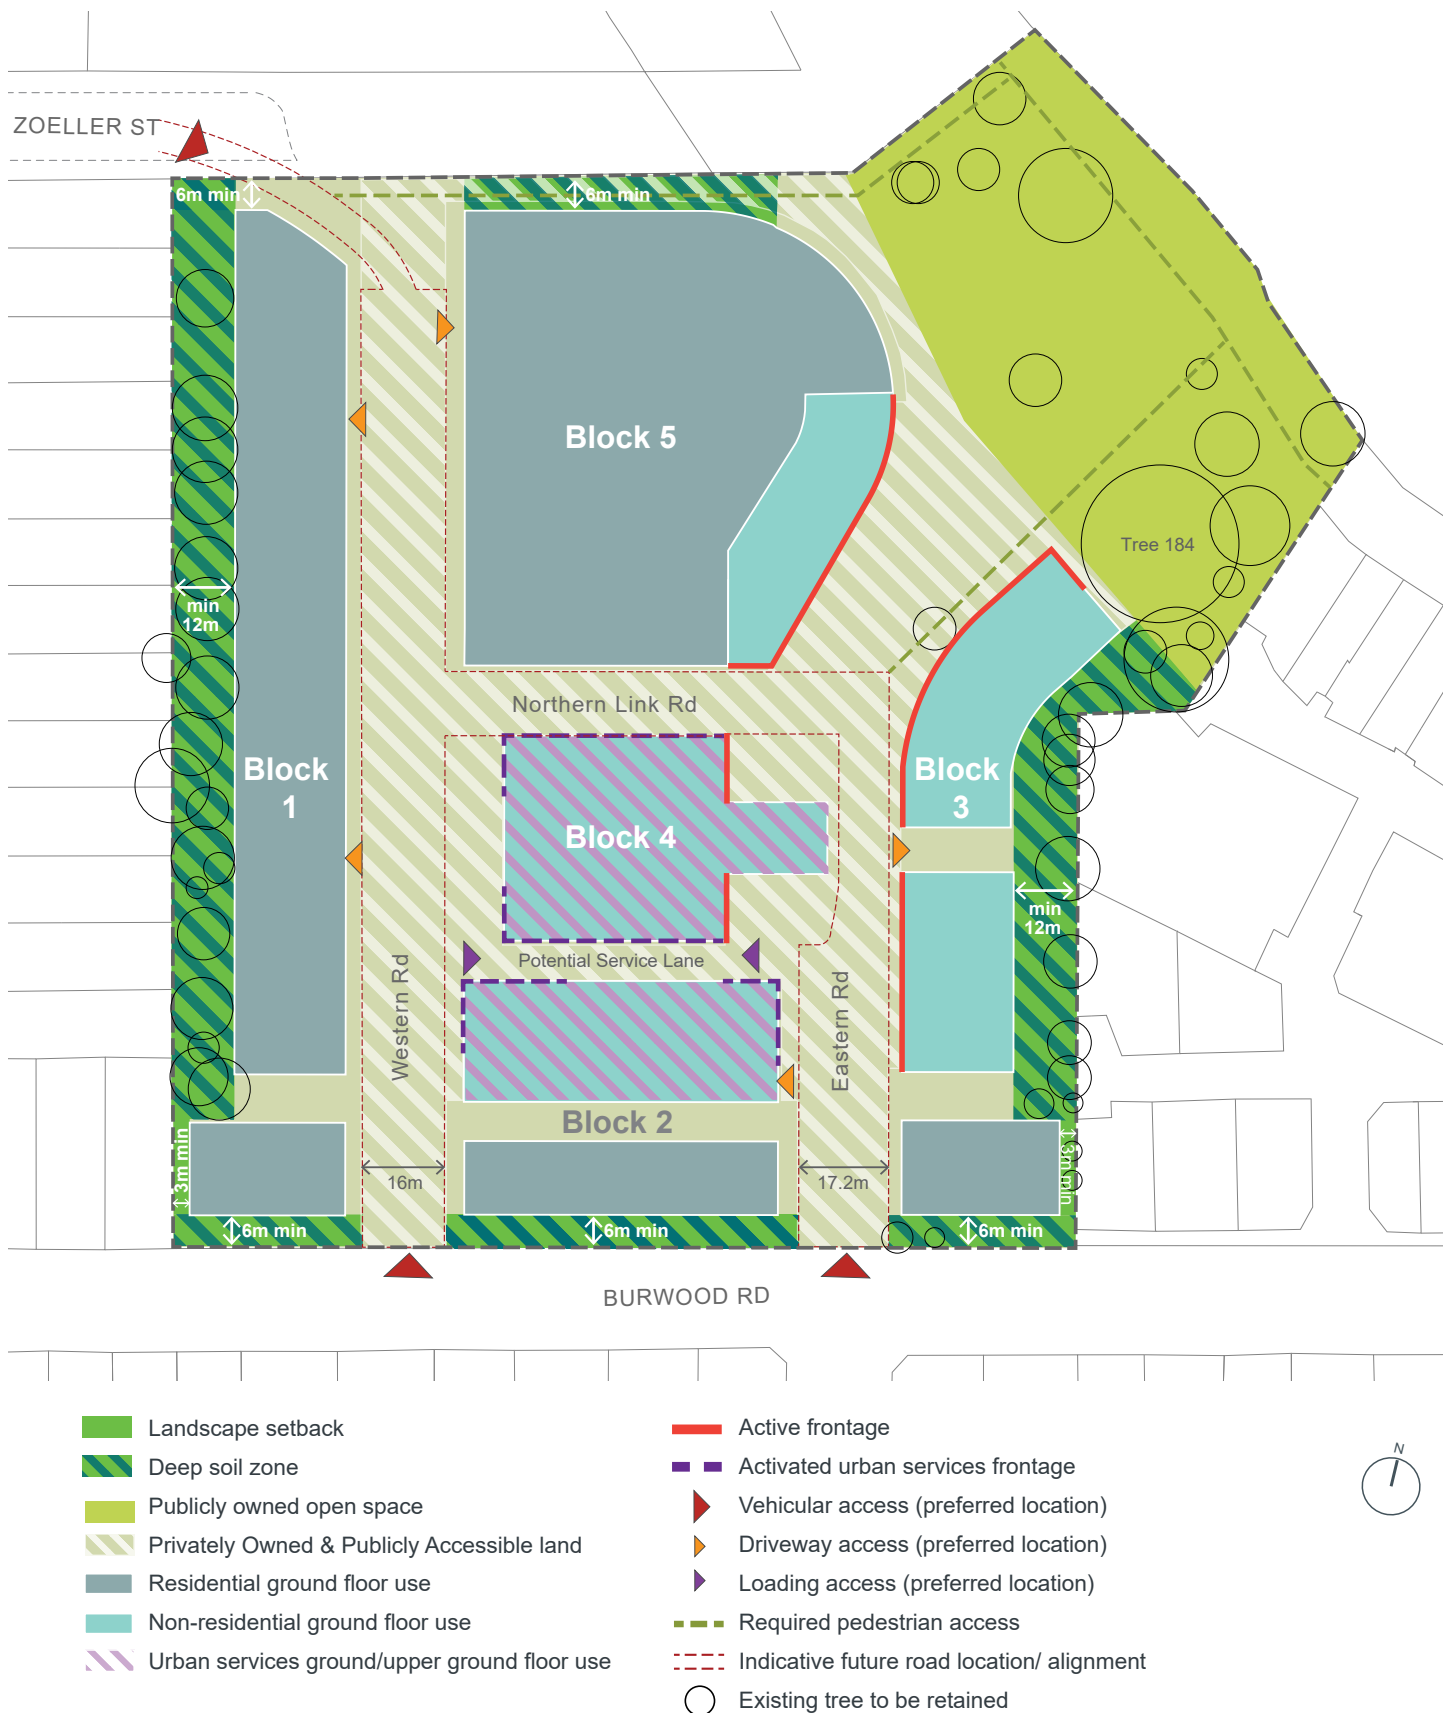 ZOELLER ST
6m min
6m min
Block 5
Tree 184
min
12m
Northern Link Rd
Block
1
Block
3
Block 4
min
12m
Potential Service Lane
Western Rd
Eastern Rd
Block 2
3m min
3m min
16m
17.2m
6m min
6m min
6m min
BURWOOD RD
Landscape setback
Deep soil zone
Publicly owned open space
Privately Owned & Publicly Accessible land
Residential ground floor use
Non-residential ground floor use
Urban services ground/upper ground floor use
Active frontage
Activated urban services frontage
Vehicular access (preferred location)
Driveway access (preferred location)
Loading access (preferred location)
Required pedestrian access
Indicative future road location/ alignment
Existing tree to be retained
N